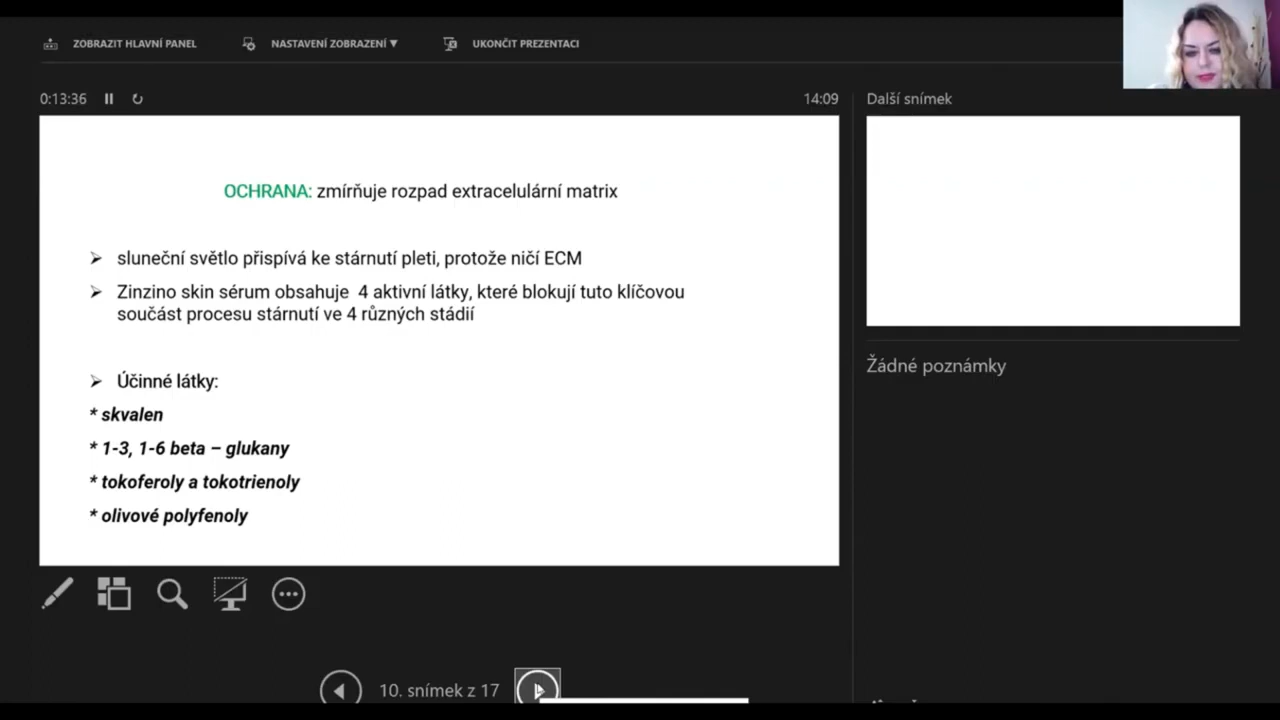 ZOBRAZIT HLAVNÍ PANEL
NASTAVENÍ ZOBRAZENÍ ▼
UKONČIT PREZENTACI
0:13:36
14:09
Další snímek
OCHRANA: zmírňuje rozpad extracelulární matrix
➢ sluneční světlo přispívá ke stárnutí pleti, protože ničí ECM
➢ Zinzino skin sérum obsahuje 4 aktivní látky, které blokují tuto klíčovou
součást procesu stárnutí ve 4 různých stádií
➢ Účinné látky:
* skvalen
* 1-3, 1-6 beta – glukany
* tokoferoly a tokotrienoly
* olivové polyfenoly
Žádné poznámky
10. snímek z 17